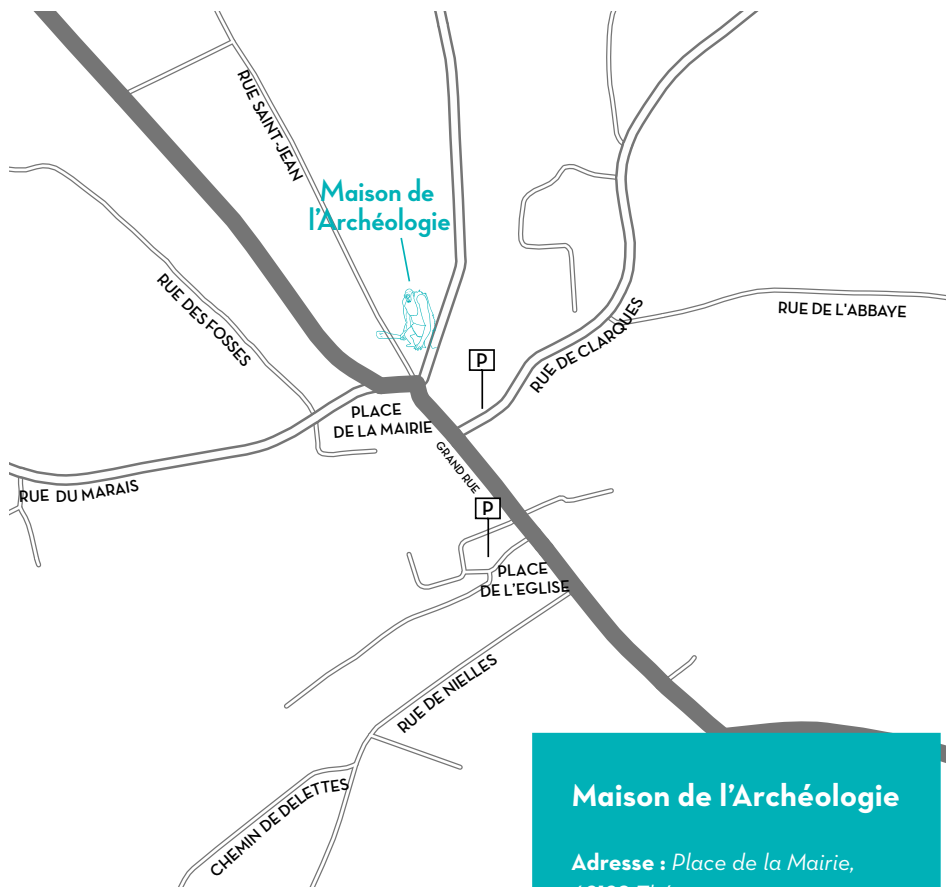 RUE SAINT-JEAN
Maison de
l'Archéologie
RUE DES FOSSES
RUE DE L'ABBAYE
RUE DE CLARQUES
P
PLACE
DE LA MAIRIE
GRAND RUE
RUE DU MARAIS
P
PLACE
DE L'EGLISE
RUE DE NIELLES
CHEMIN DE DELETTES
Maison de l'Archéologie
Adresse : Place de la Mairie,